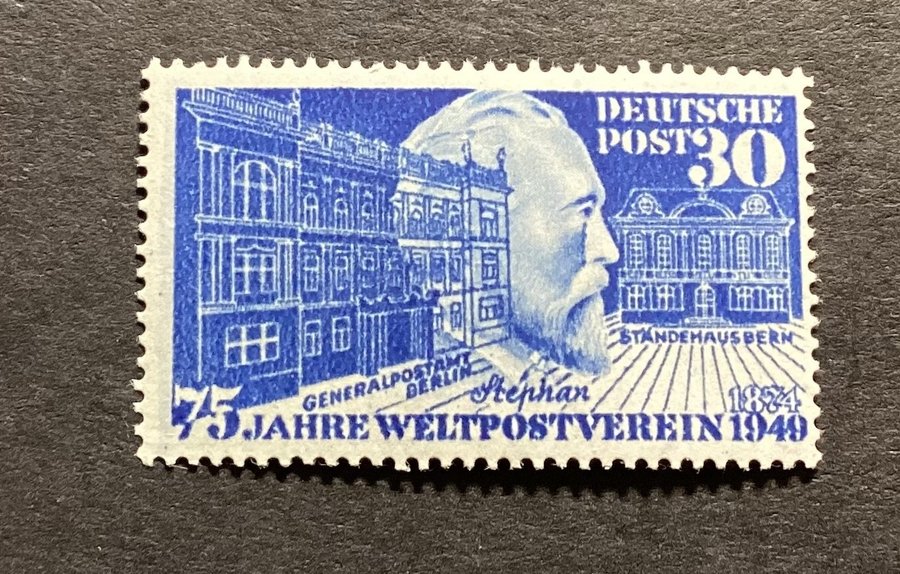 DEUTSCHE
POST 30
STÄNDEHAUS BERN
GENERALPOSTAMT
BERLIN
Stephan
1874
75 JAHRE WELTPOSTVEREIN 1949